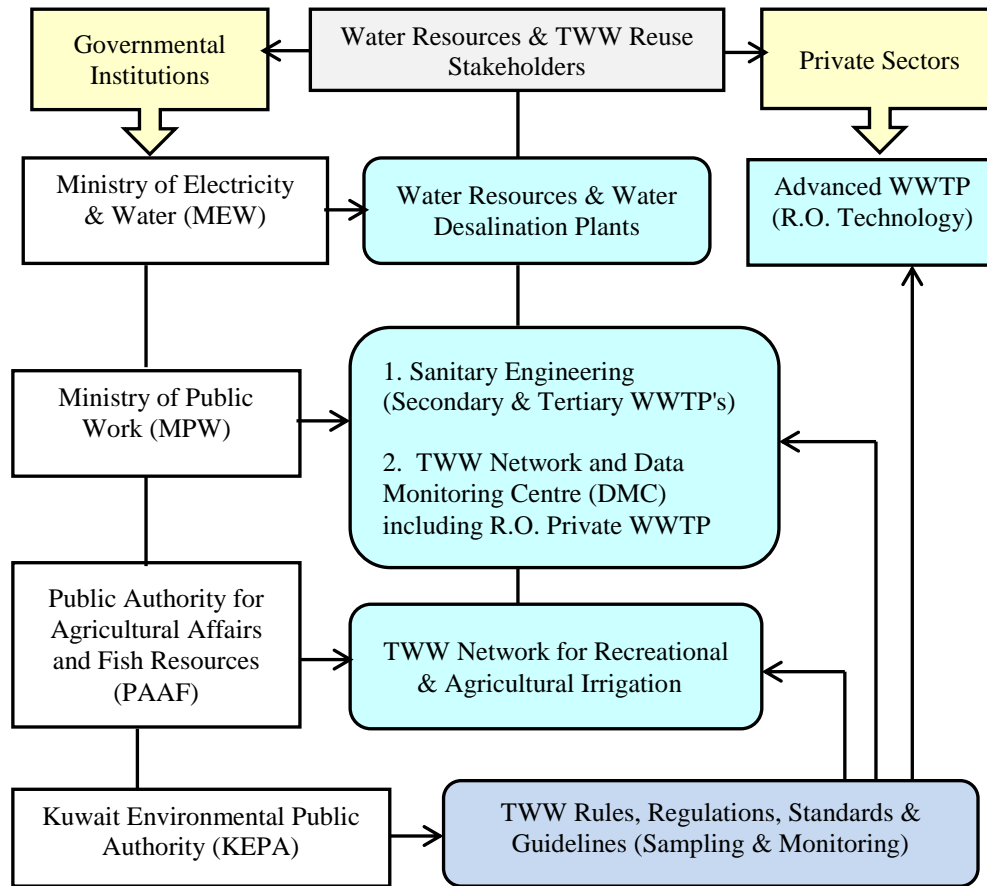 Governmental
Institutions
Water Resources & TWW Reuse
Stakeholders
Private Sectors
Ministry of Electricity
& Water (MEW)
Water Resources & Water
Desalination Plants
Advanced WWTP
(R.O. Technology)
Ministry of Public
Work (MPW)
1. Sanitary Engineering
(Secondary & Tertiary WWTP's)
2. TWW Network and Data
Monitoring Centre (DMC)
including R.O. Private WWTP
Public Authority for
Agricultural Affairs
and Fish Resources
(PAAF)
TWW Network for Recreational
& Agricultural Irrigation
Kuwait Environmental Public
Authority (KEPA)
TWW Rules, Regulations, Standards &
Guidelines (Sampling & Monitoring)